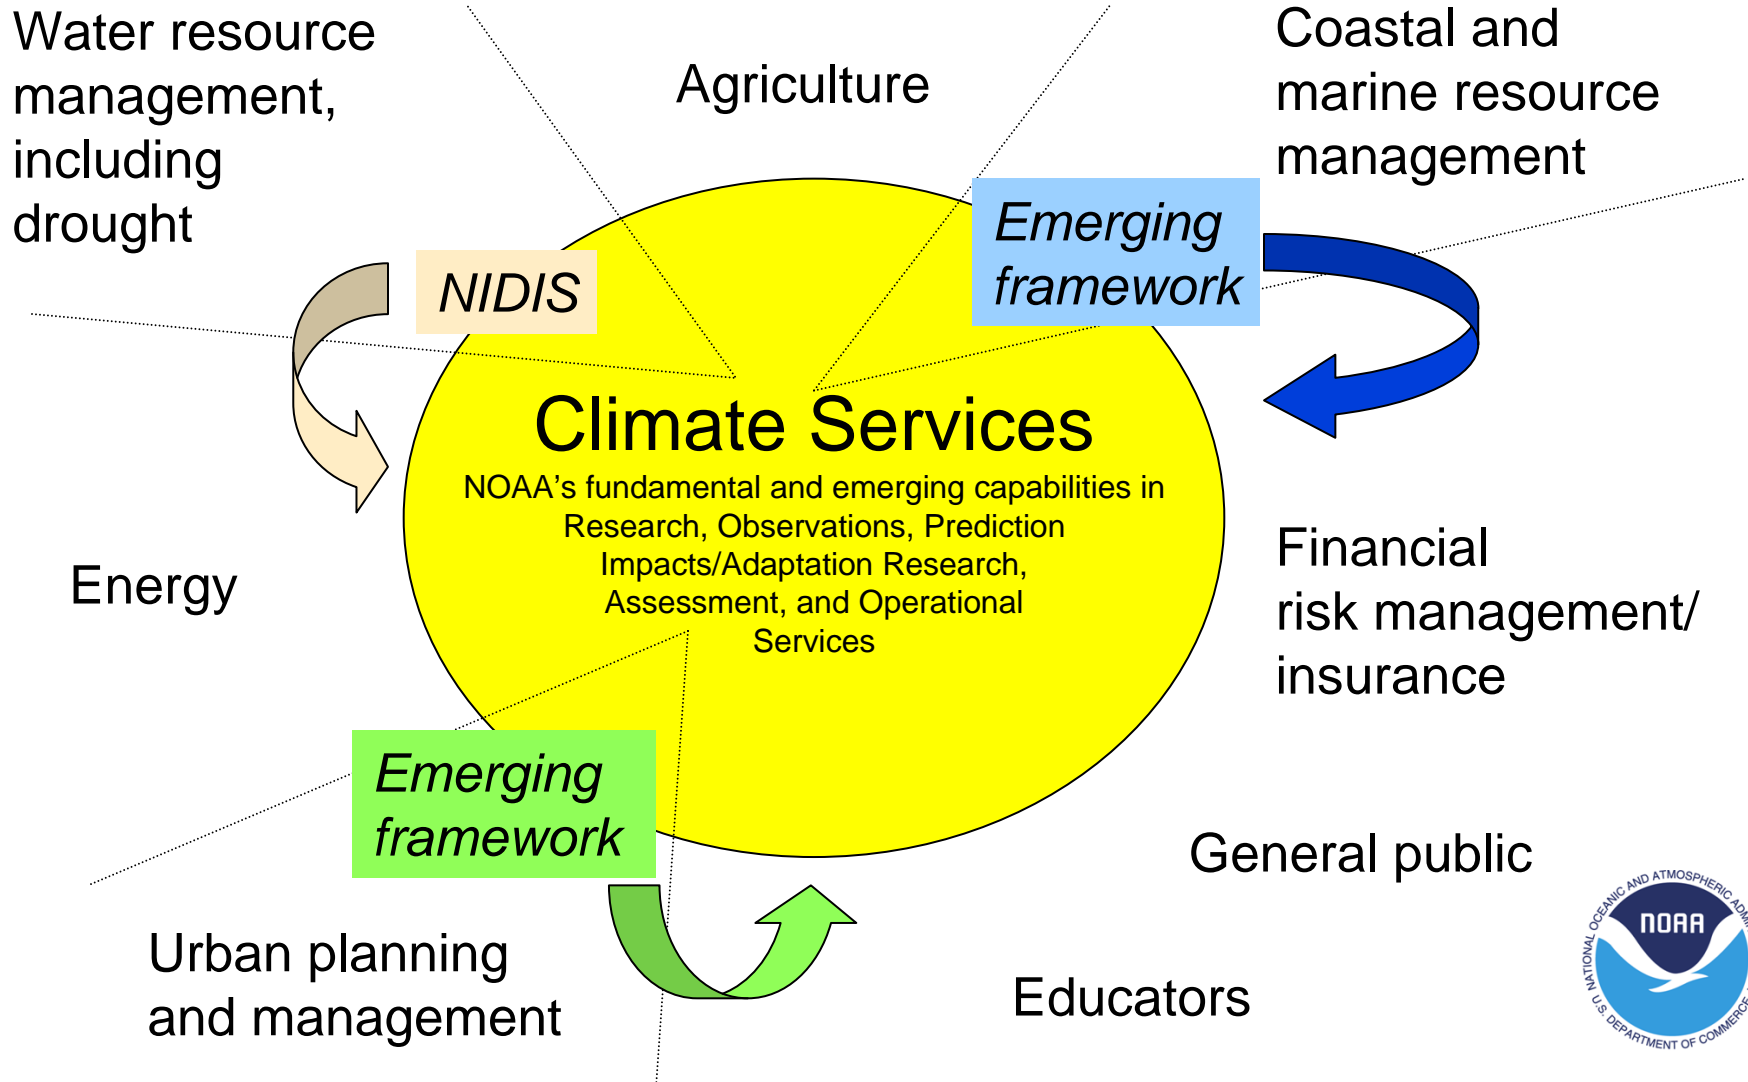 Water resource
management,
including
drought
Agriculture
Coastal and
marine resource
management
NIDIS
Emerging
framework
Climate Services
NOAA’s fundamental and emerging capabilities in
Research, Observations, Prediction
Impacts/Adaptation Research,
Assessment, and Operational
Services
Energy
Financial
risk management/
insurance
Emerging
framework
General public
Urban planning
and management
Educators
NATIONAL OCEANIC AND ATMOSPHERIC
NOAA
U.S. DEPARTMENT OF COMMERCE